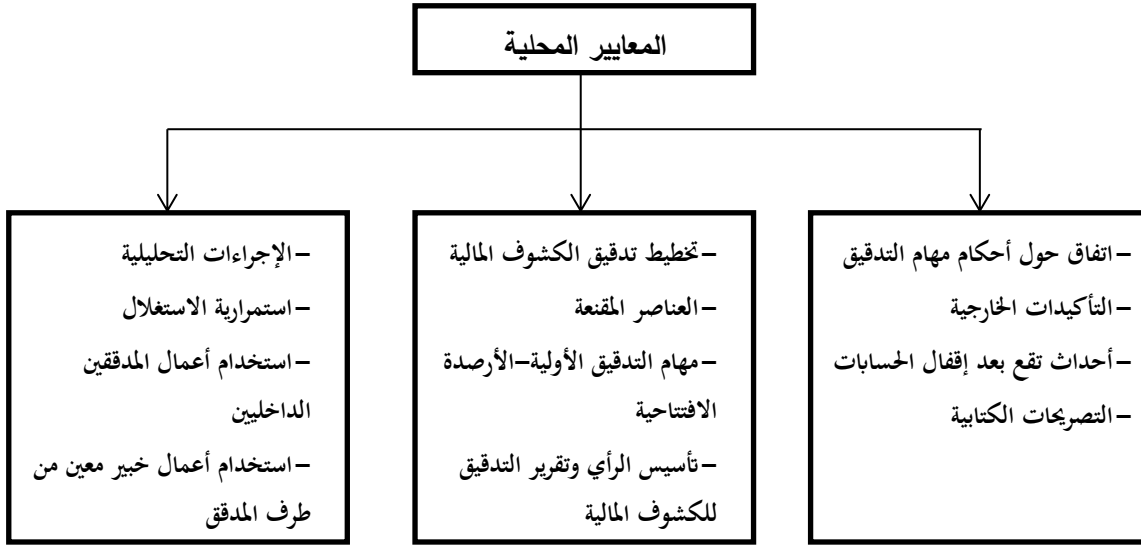 المعايير المحلية
–اتفاق حول أحكام مهام التدقيق
–التأكيدات الخارجية
–أحداث تقع بعد إقفال الحسابات
–التصريحات الكتابية
–تخطيط تدقيق الكشوف المالية
–العناصر المقنعة
–مهام التدقيق الأولية–الأرصدة
الافتتاحية
–تأسيس الرأي وتقرير التدقيق
للكشوف المالية
–الإجراءات التحليلية
–استمرارية الاستغلال
–استخدام أعمال المدققين
الداخليين
–استخدام أعمال خبير معين من
طرف المدقق